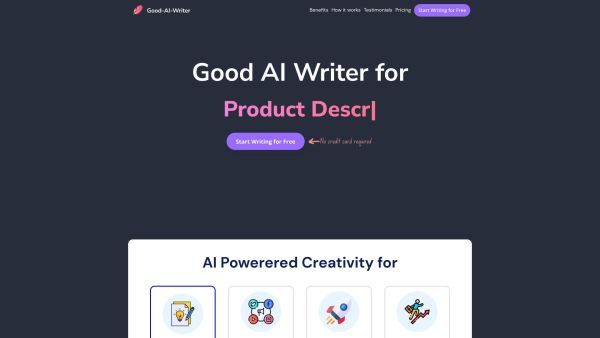 Good-AI-Writer
Benefits How it works Testimonials Pricing Start Writing for Free
Good AI Writer for
Product Descr|
Start Writing for Free No credit card required
AI Powerered Creativity for